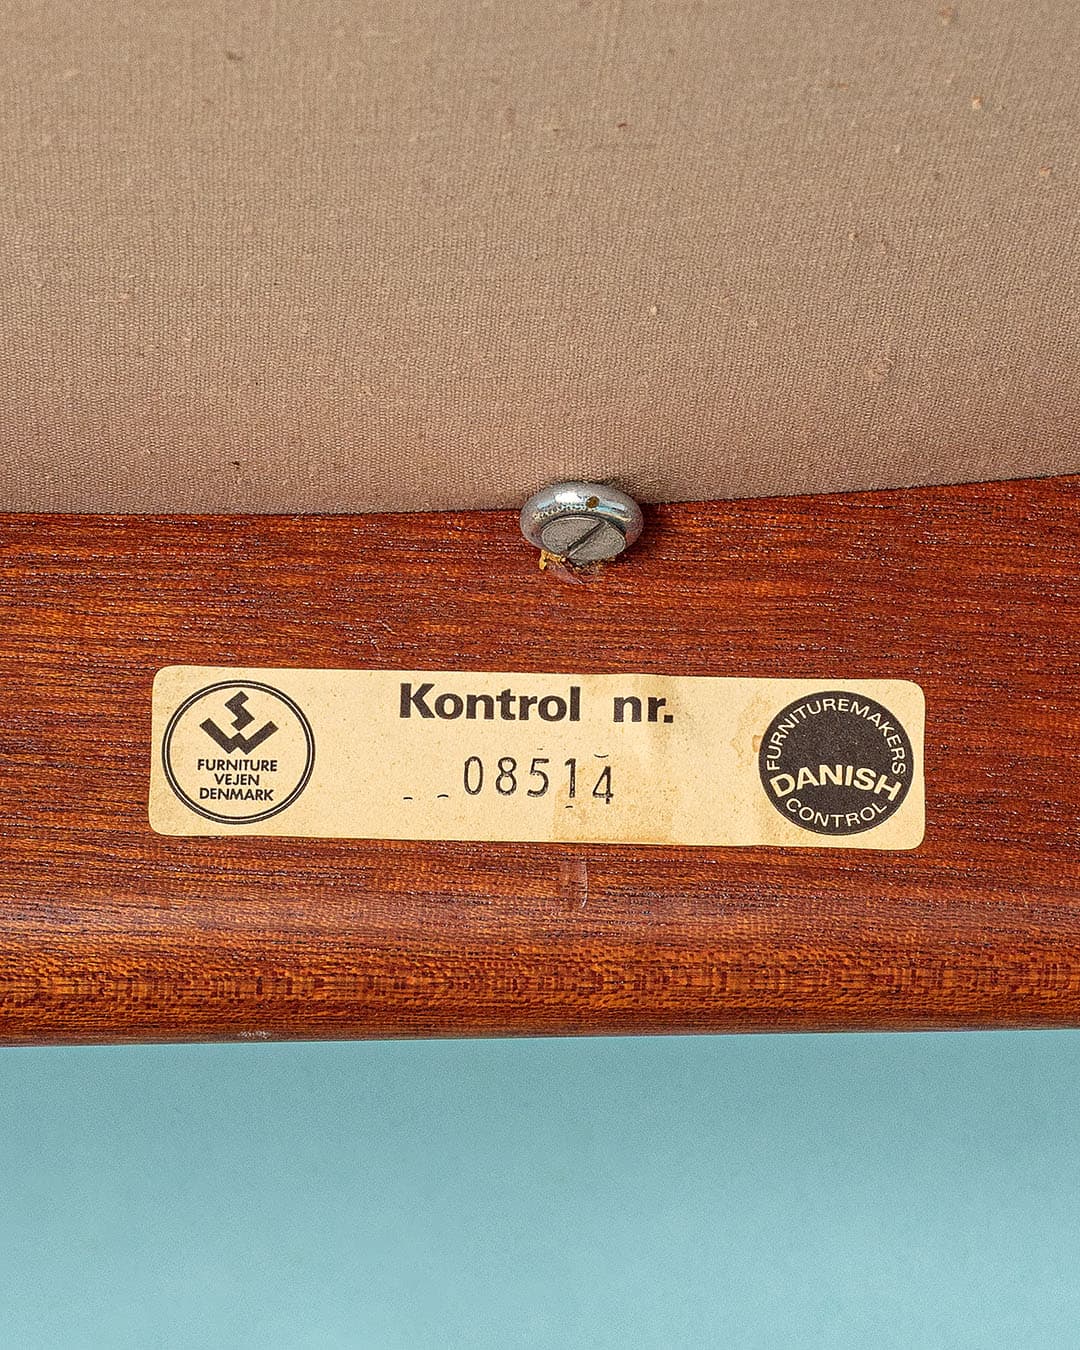 FURNITURE
VEJEN
DENMARK
Kontrol nr.
08514
FURNITUREMAKERS
DANISH
CONTROL